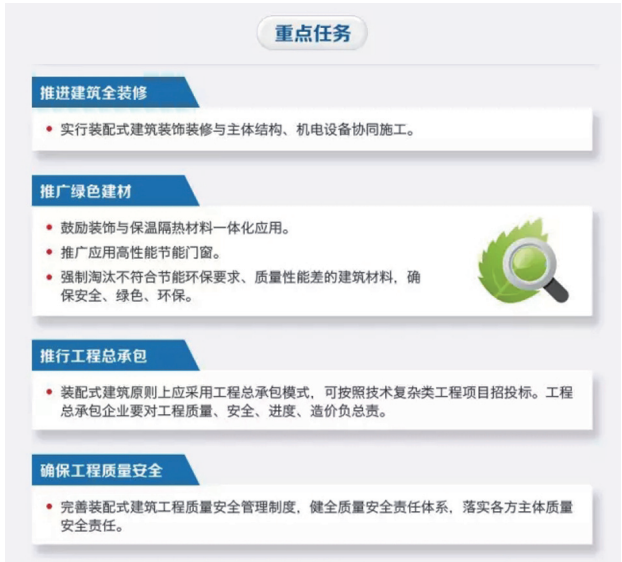 重点任务
推进建筑全装修
• 实行装配式建筑装饰装修与主体结构、机电设备协同施工。
推广绿色建材
• 鼓励装饰与保温隔热材料一体化应用。
• 推广应用高性能节能门窗。
• 强制淘汰不符合节能环保要求、质量性能差的建筑材料，确
保安全、绿色、环保。
推行工程总承包
• 装配式建筑原则上应采用工程总承包模式，可按照技术复杂类工程项目招投标。工程
总承包企业要对工程质量、安全、进度、造价负总责。
确保工程质量安全
• 完善装配式建筑工程质量安全管理制度，健全质量安全责任体系，落实各方主体质量
安全责任。